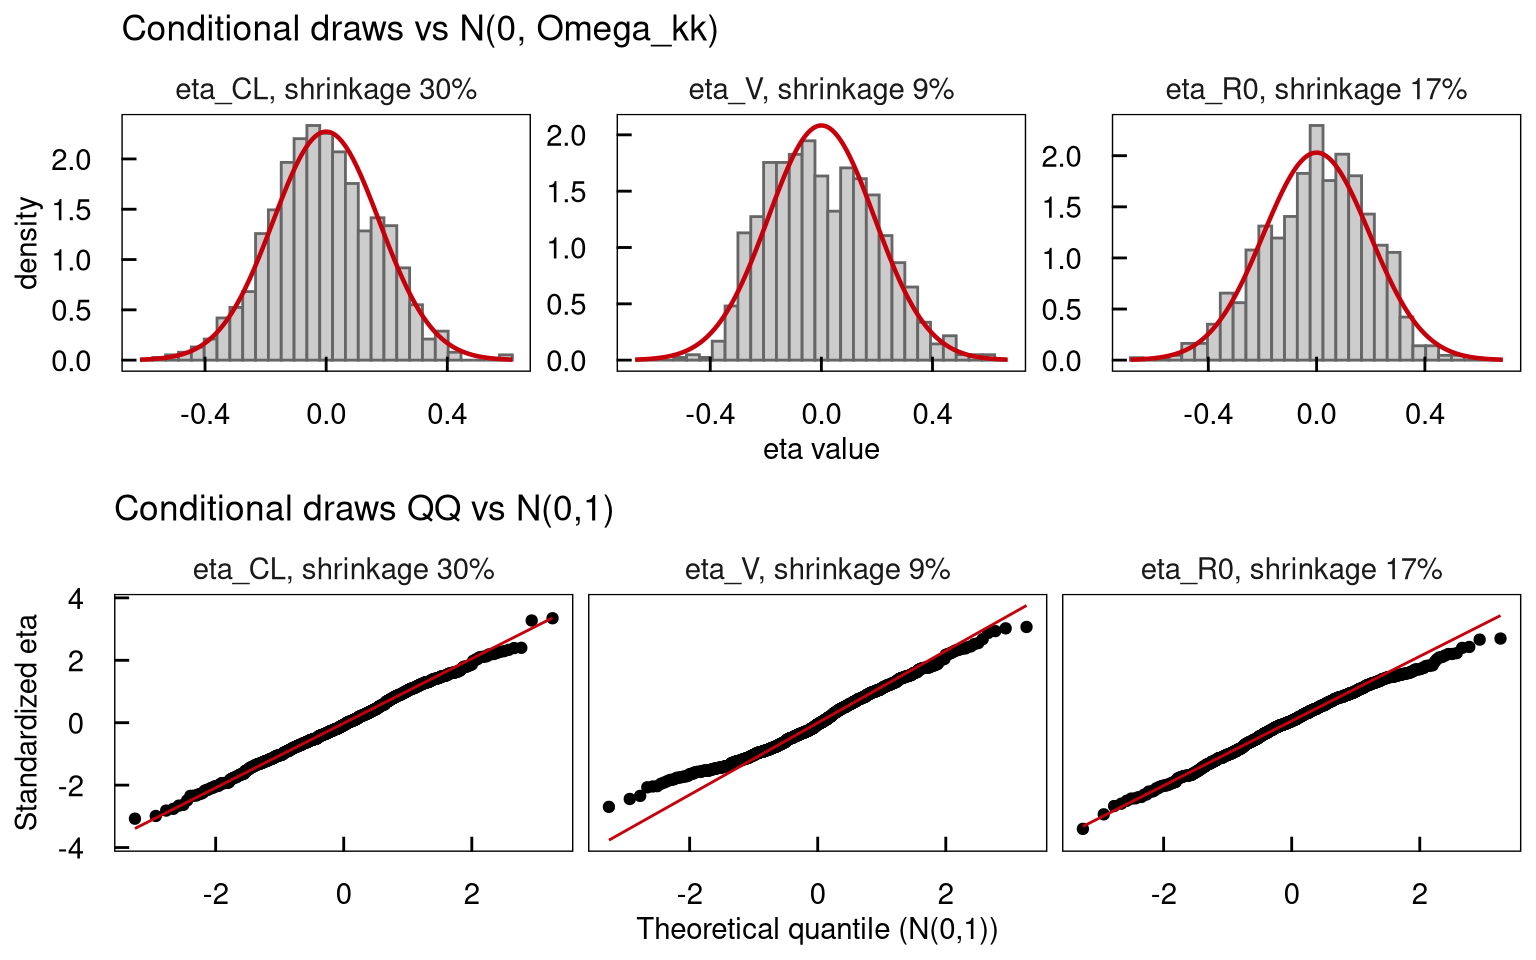 Conditional draws vs N(0, Omega_kk)
eta_CL, shrinkage 30%
eta_V, shrinkage 9%
eta_R0, shrinkage 17%
density
2.0
1.5
1.0
0.5
0.0
2.0
1.5
1.0
0.5
0.0
2.0
1.5
1.0
0.5
0.0
-0.4 0.0 0.4
-0.4 0.0 0.4
-0.4 0.0 0.4
eta value
Conditional draws QQ vs N(0,1)
eta_CL, shrinkage 30%
eta_V, shrinkage 9%
eta_R0, shrinkage 17%
Standardized eta
4
2
0
-2
-4
-2 0 2
-2 0 2
-2 0 2
Theoretical quantile (N(0,1))